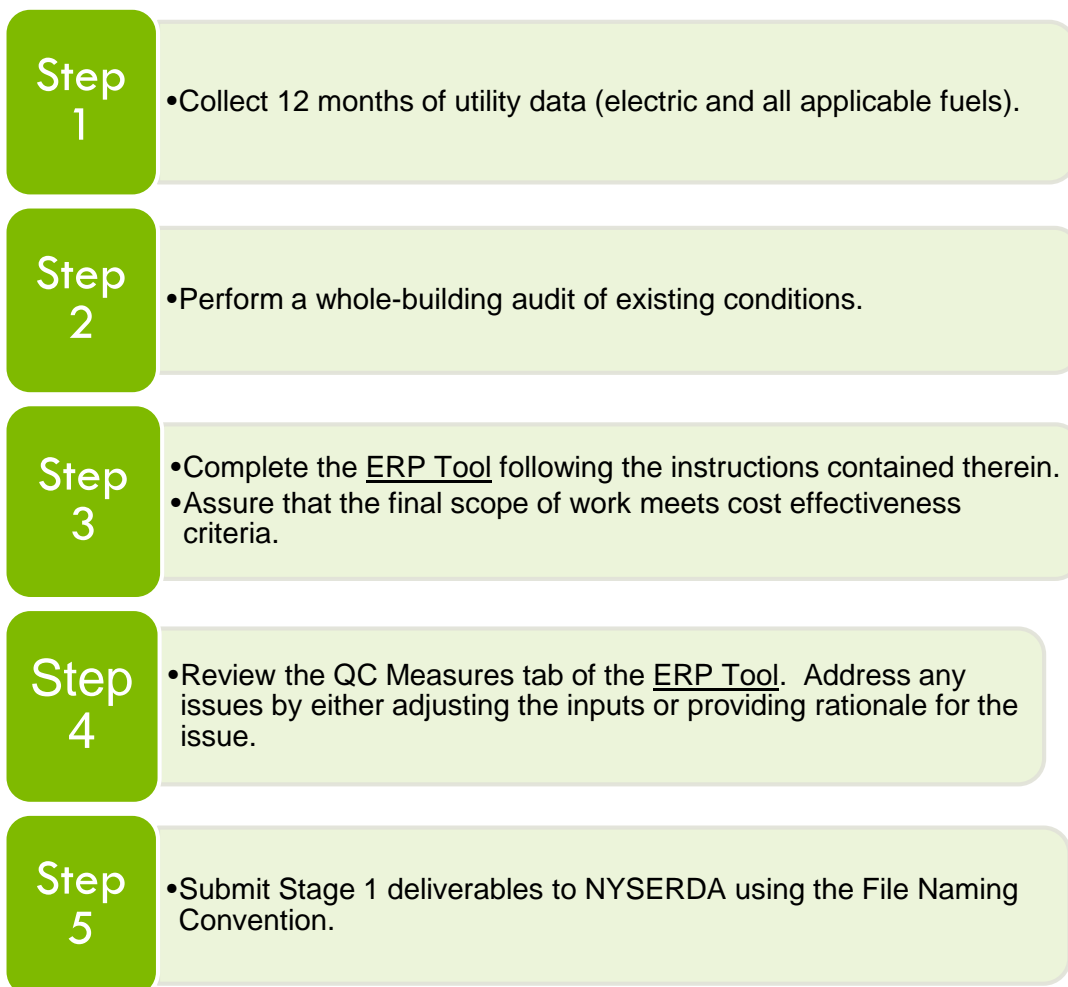 Step
1
•Collect 12 months of utility data (electric and all applicable fuels).
Step
2
•Perform a whole-building audit of existing conditions.
Step
3
•Complete the ERP Tool following the instructions contained therein.
•Assure that the final scope of work meets cost effectiveness
criteria.
Step
4
•Review the QC Measures tab of the ERP Tool.  Address any
issues by either adjusting the inputs or providing rationale for the
issue.
Step
5
•Submit Stage 1 deliverables to NYSERDA using the File Naming
Convention.